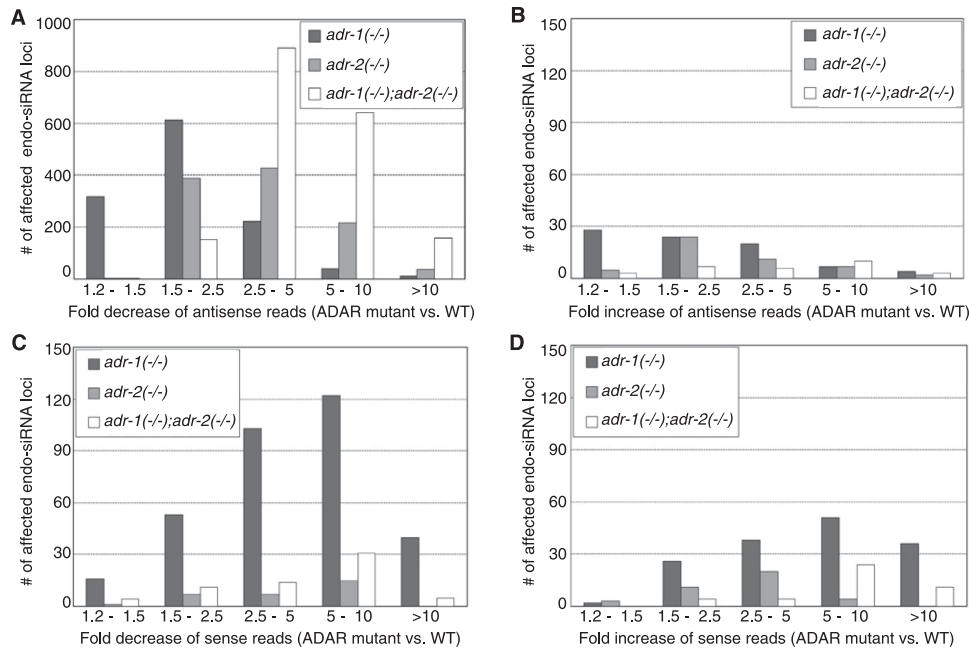 A
# of affected endo-siRNA loci
1000
800
600
400
200
0
adr-1(-/-)
adr-2(-/-)
adr-1(-/-);adr-2(-/-)
1.2 - 1.5 1.5 - 2.5 2.5 - 5 5 - 10 >10
Fold decrease of antisense reads (ADAR mutant vs. WT)
B
# of affected endo-siRNA loci
150
120
90
60
30
0
adr-1(-/-)
adr-2(-/-)
adr-1(-/-);adr-2(-/-)
1.2 - 1.5 1.5 - 2.5 2.5 - 5 5 - 10 >10
Fold increase of antisense reads (ADAR mutant vs. WT)
C
# of affected endo-siRNA loci
150
120
90
60
30
0
adr-1(-/-)
adr-2(-/-)
adr-1(-/-);adr-2(-/-)
1.2 - 1.5 1.5 - 2.5 2.5 - 5 5 - 10 >10
Fold decrease of sense reads (ADAR mutant vs. WT)
D
# of affected endo-siRNA loci
150
120
90
60
30
0
adr-1(-/-)
adr-2(-/-)
adr-1(-/-);adr-2(-/-)
1.2 - 1.5 1.5 - 2.5 2.5 - 5 5 - 10 >10
Fold increase of sense reads (ADAR mutant vs. WT)